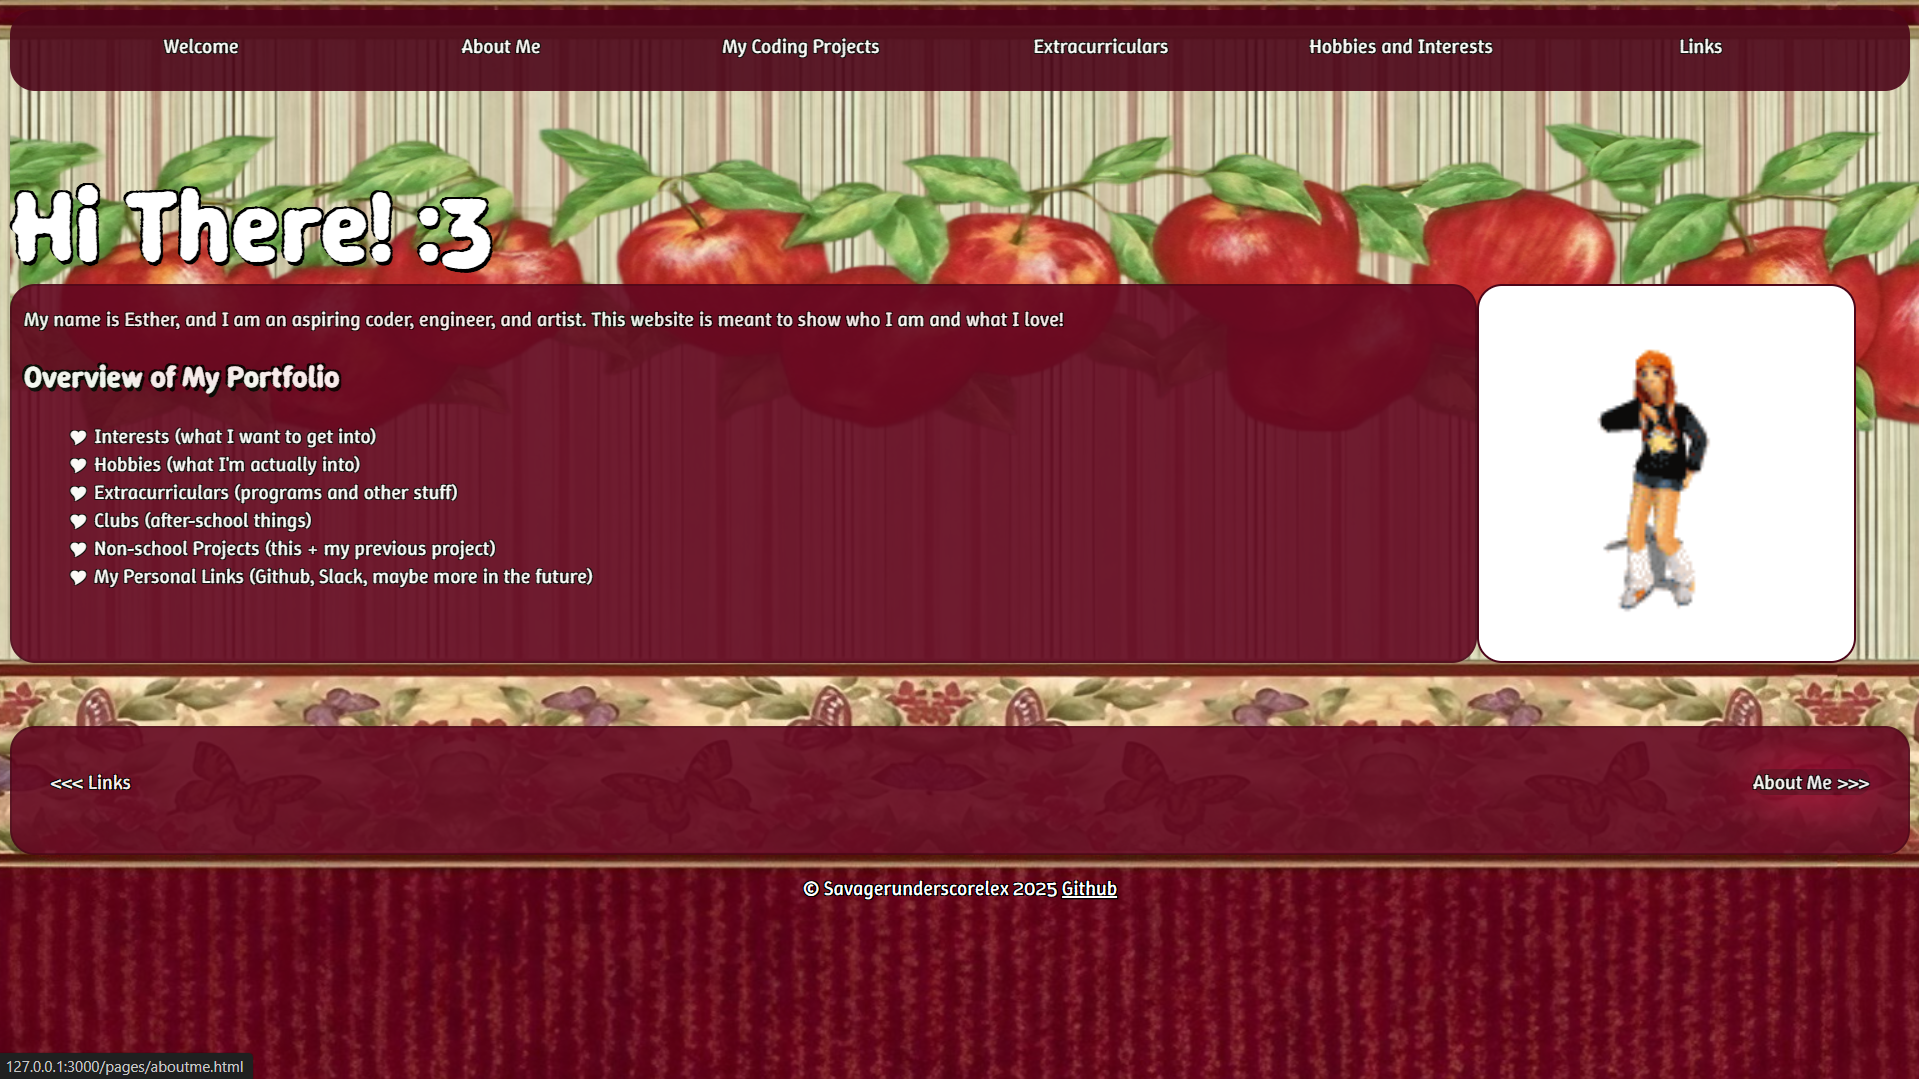 Welcome About Me My Coding Projects Extracurriculars Hobbies and Interests Links
Hi There! :3
My name is Esther, and I am an aspiring coder, engineer, and artist. This website is meant to show who I am and what I love!
Overview of My Portfolio
Interests (what I want to get into)
Hobbies (what I'm actually into)
Extracurriculars (programs and other stuff)
Clubs (after-school things)
Non-school Projects (this + my previous project)
My Personal Links (Github, Slack, maybe more in the future)
<<< Links About Me >>>
© Savagerunderscorelex 2025 Github
127.0.0.1:3000/pages/aboutme.html